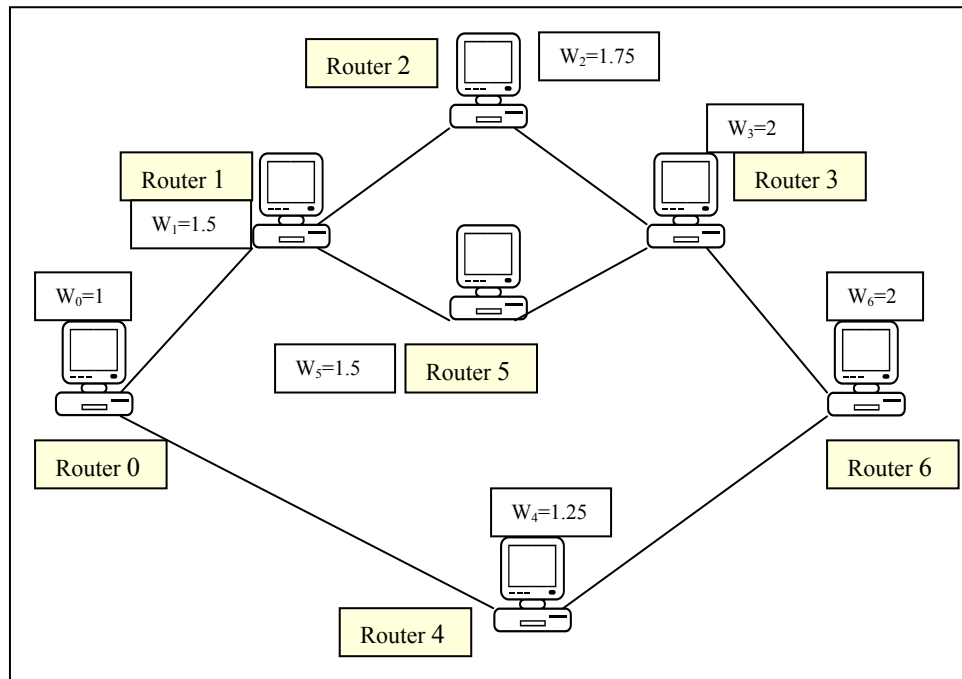 Router 2
W₂=1.75
W₃=2
Router 1
Router 3
W₁=1.5
W₀=1
W₆=2
W₅=1.5
Router 5
Router 0
Router 6
W₄=1.25
Router 4